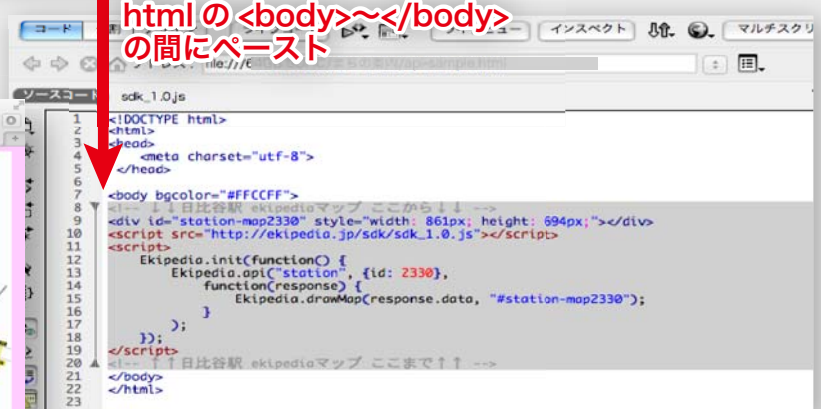 htmlの<body>〜</body>
の間にペースト
コード
インスペクト
マルチスクリ
ソースコード
sdk_1.0.js
1 <!DOCTYPE html>
2 <html>
3 <head>
4 <meta charset="utf-8">
5 </head>
6
7 <body bgcolor="#FFCCFF">
8 <!-- ↓↓日比谷駅 ekipediaマップ ここから↓↓ -->
9 <div id="station-map2330" style="width: 861px; height: 694px;"></div>
10 <script src="http://ekipedia.jp/sdk/sdk_1.0.js"></script>
11 <script>
12 Ekipedia.init(function() {
13 Ekipedia.api("station", {id: 2330},
14 function(response) {
15 Ekipedia.drawMap(response.data, "#station-map2330");
16 }
17 );
18 });
19 </script>
20 <!-- ↑↑日比谷駅 ekipediaマップ ここまで↑↑ -->
21 </body>
22 </html>
23